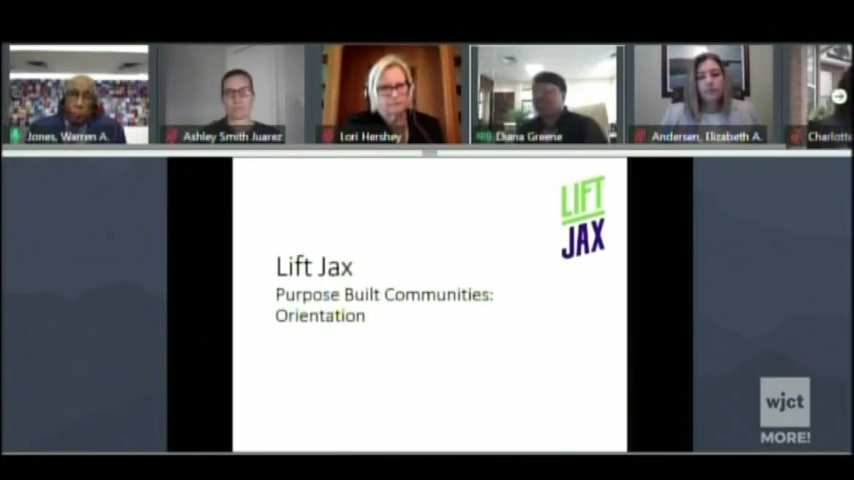 Jones, Warren A.
Ashley Smith Juarez
Lori Hershey
Diana Greene
Andersen, Elizabeth A.
Charlotte
LIFT
JAX
Lift Jax
Purpose Built Communities:
Orientation
wjct
MORE!